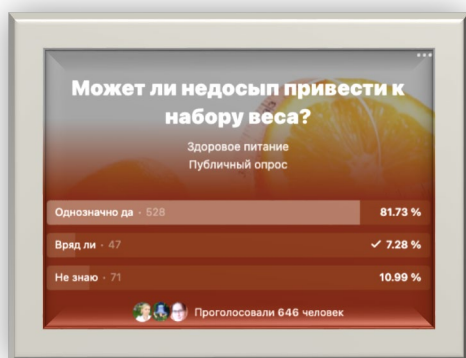 Может ли недосып привести к
набору веса?
Здоровое питание
Публичный опрос
Однозначно да · 528 81.73 %
Вряд ли · 47 7.28 %
Не знаю · 71 10.99 %
Проголосовали 646 человек